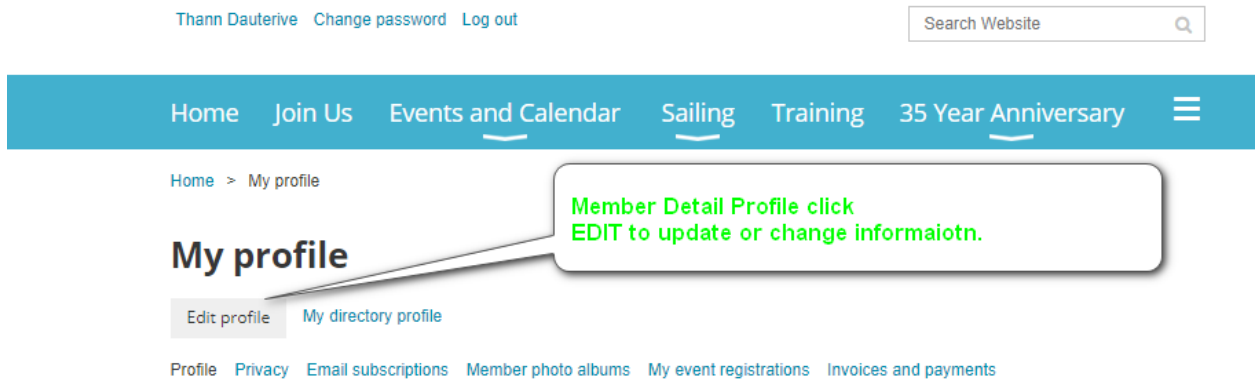 Thann Dauterive Change password Log out
Search Website
Home Join Us Events and Calendar Sailing Training 35 Year Anniversary
Home > My profile
Member Detail Profile click
EDIT to update or change informaiotn.
My profile
Edit profile My directory profile
Profile Privacy Email subscriptions Member photo albums My event registrations Invoices and payments